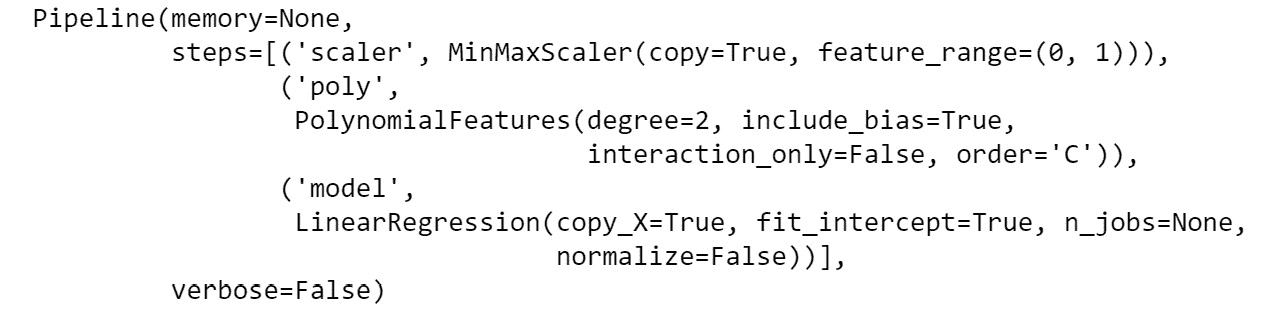 Pipeline(memory=None,
         steps=[('scaler', MinMaxScaler(copy=True, feature_range=(0, 1))),
                ('poly',
                 PolynomialFeatures(degree=2, include_bias=True,
                                    interaction_only=False, order='C')),
                ('model',
                 LinearRegression(copy_X=True, fit_intercept=True, n_jobs=None,
                                  normalize=False))],
         verbose=False)